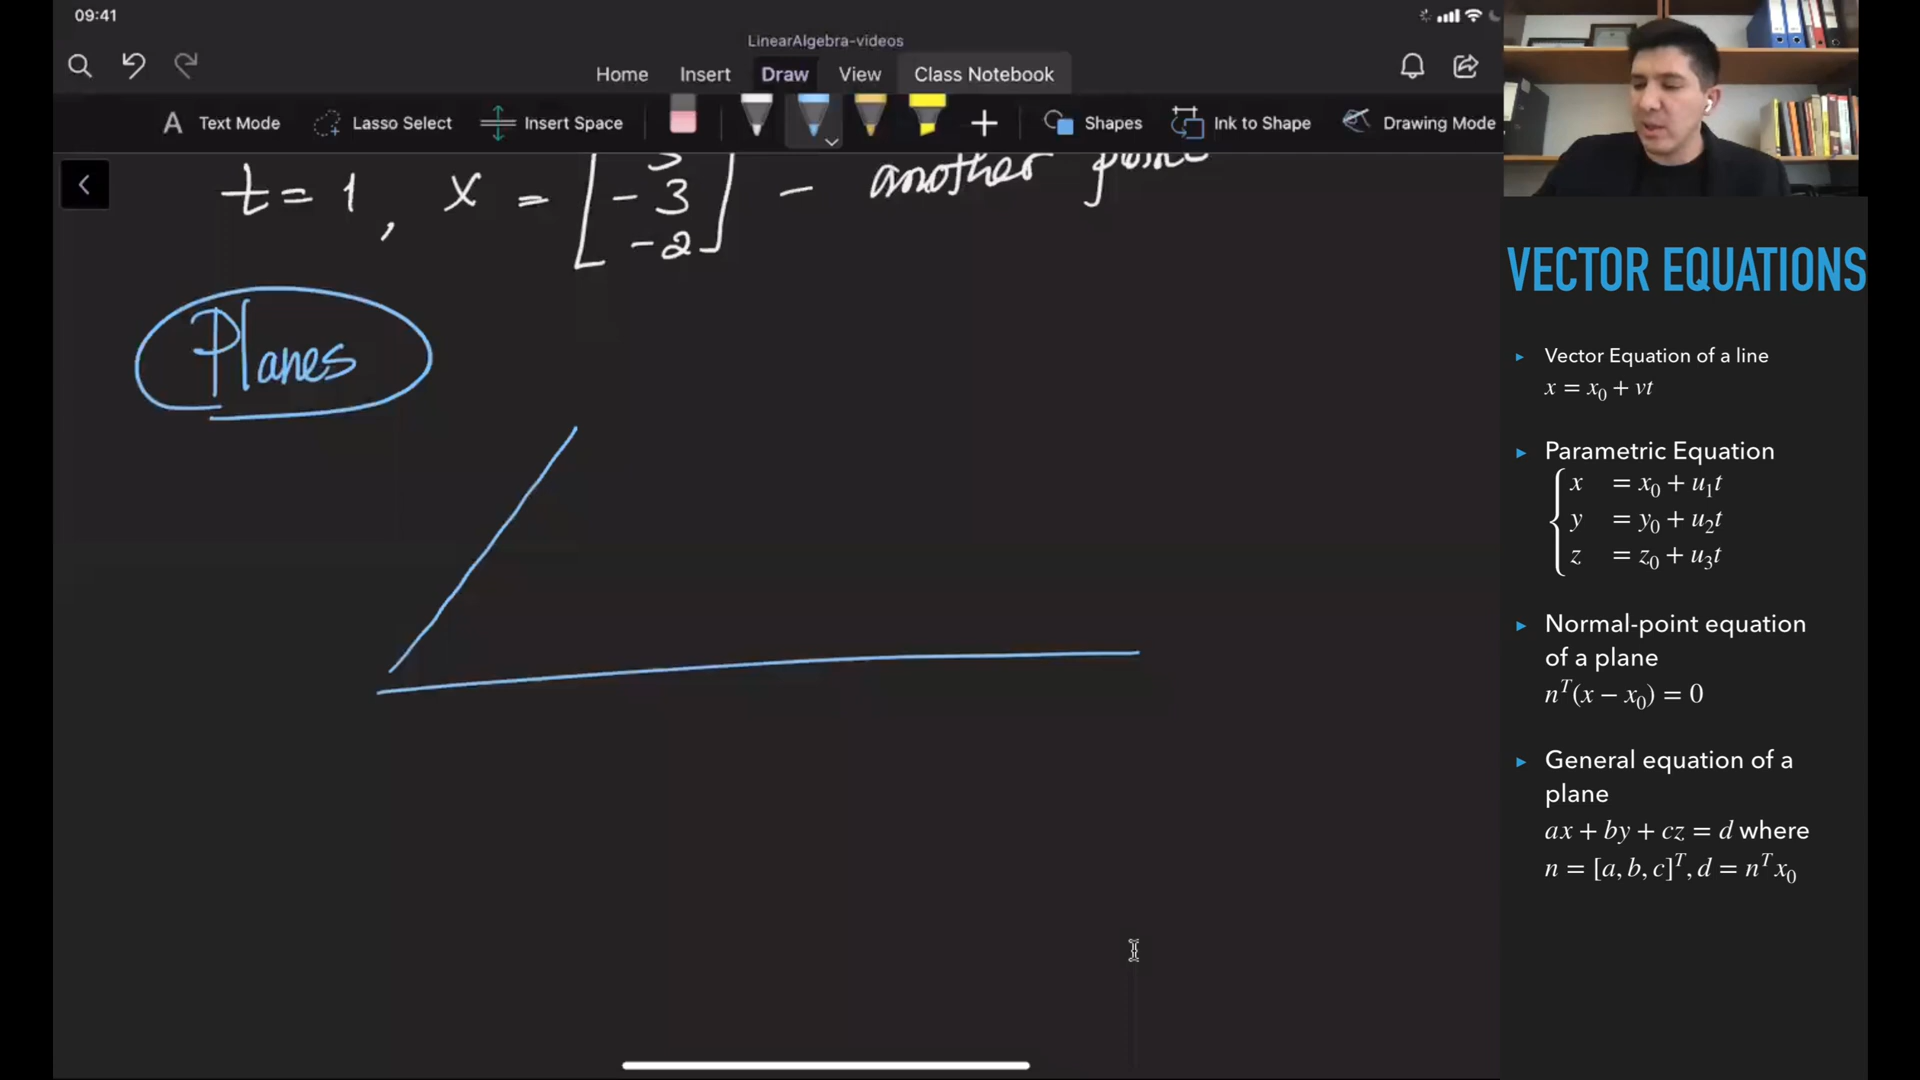 09:41
LinearAlgebra-videos
Home Insert Draw View Class Notebook
Text Mode Lasso Select Insert Space Shapes Ink to Shape Drawing Mode
t = 1, x = [ -3 -2 ] - another point
Planes
VECTOR EQUATIONS
▸ Vector Equation of a line
x = x₀ + vt
▸ Parametric Equation
{ x = x₀ + u₁t
y = y₀ + u₂t
z = z₀ + u₃t
▸ Normal-point equation
of a plane
nᵀ(x − x₀) = 0
▸ General equation of a
plane
ax + by + cz = d where
n = [a, b, c]ᵀ, d = nᵀx₀